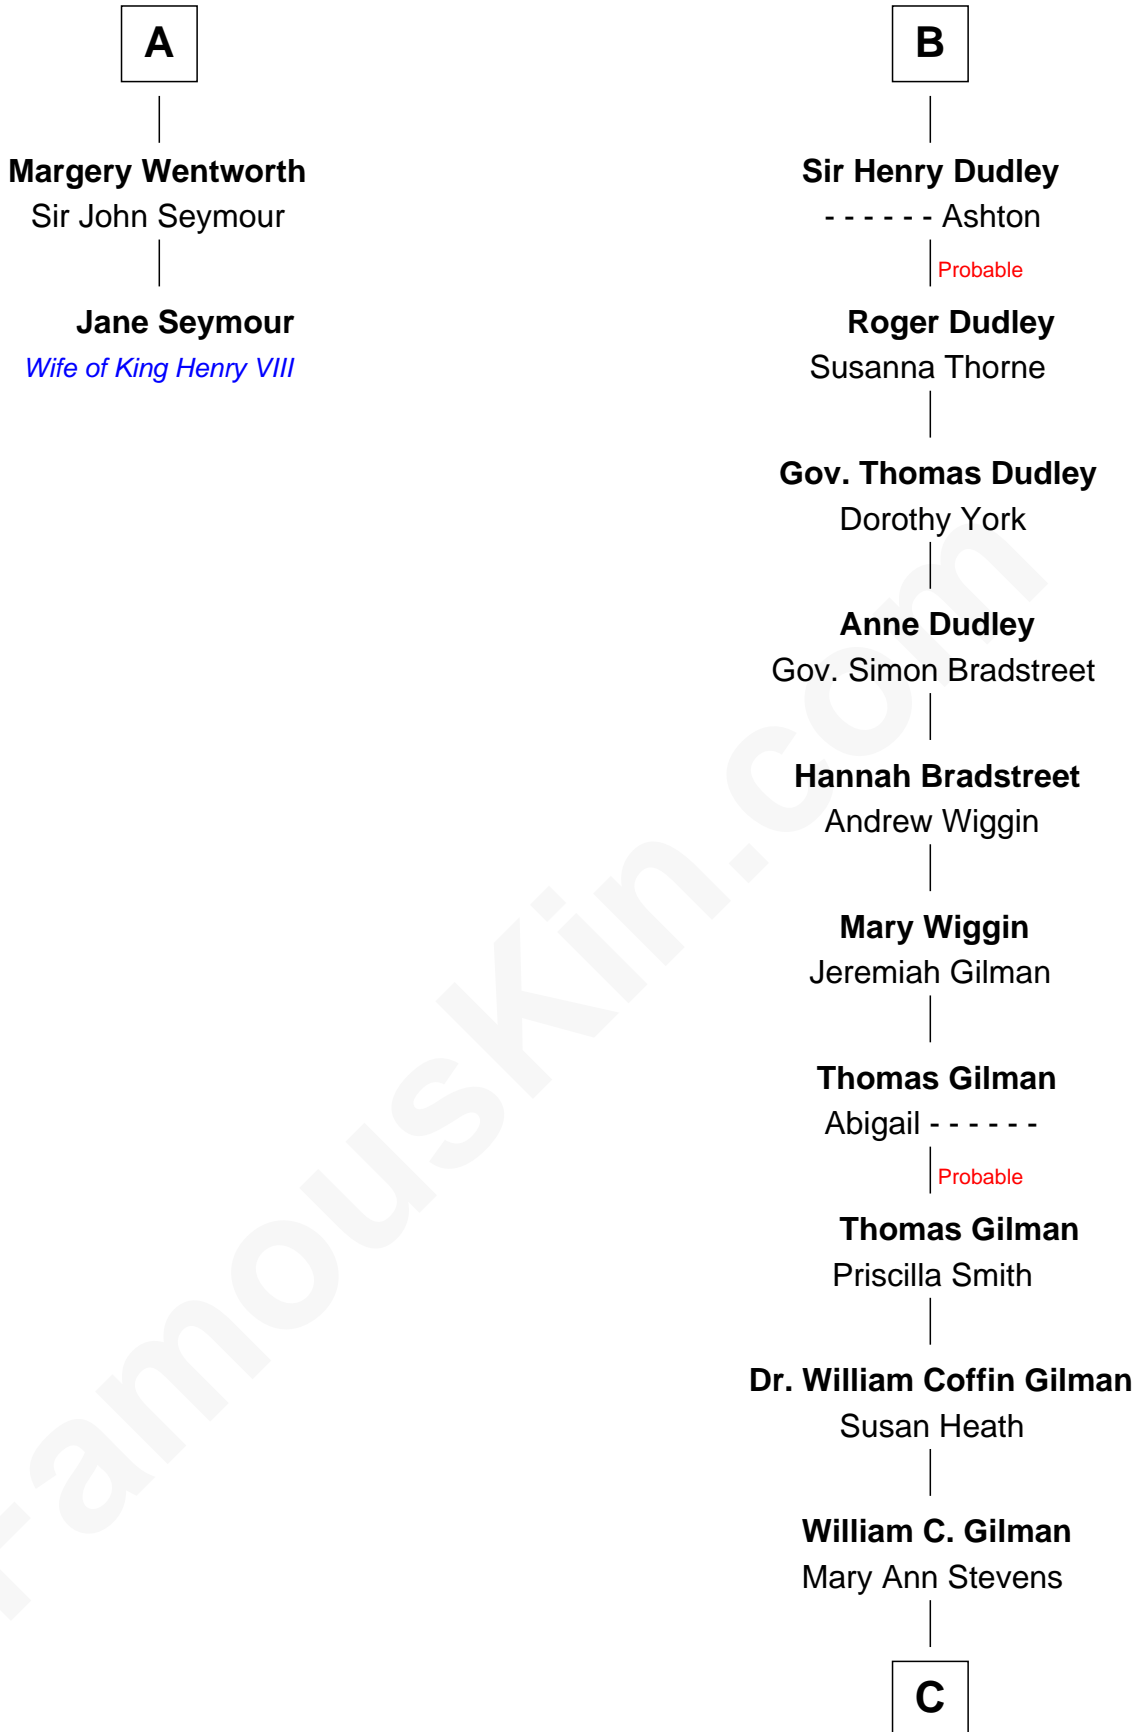 A
Margery Wentworth
Sir John Seymour
Jane Seymour
Wife of King Henry VIII
B
Sir Henry Dudley
- - - - - - Ashton
Probable
Roger Dudley
Susanna Thorne
Gov. Thomas Dudley
Dorothy York
Anne Dudley
Gov. Simon Bradstreet
Hannah Bradstreet
Andrew Wiggin
Mary Wiggin
Jeremiah Gilman
Thomas Gilman
Abigail - - - - - -
Probable
Thomas Gilman
Priscilla Smith
Dr. William Coffin Gilman
Susan Heath
William C. Gilman
Mary Ann Stevens
C
FamousKin.com